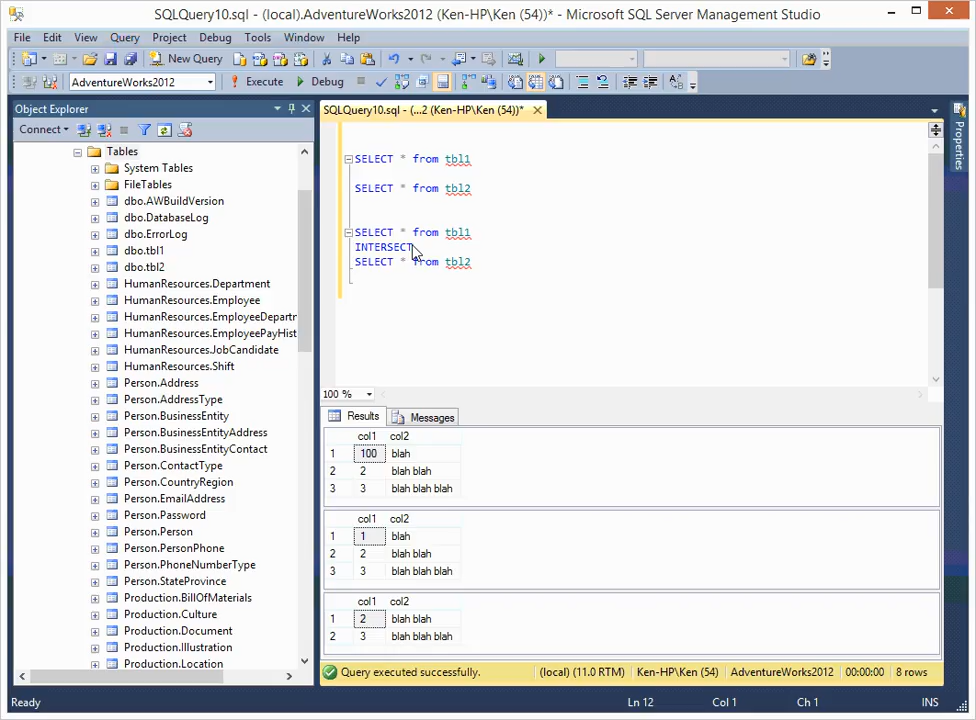 SQLQuery10.sql - (local).AdventureWorks2012 (Ken-HP\Ken (54))* - Microsoft SQL Server Management Studio
File Edit View Query Project Debug Tools Window Help
New Query
AdventureWorks2012 Execute Debug
Object Explorer
Connect
Tables
System Tables
FileTables
dbo.AWBuildVersion
dbo.DatabaseLog
dbo.ErrorLog
dbo.tbl1
dbo.tbl2
HumanResources.Department
HumanResources.Employee
HumanResources.EmployeeDepartr
HumanResources.EmployeePayHist
HumanResources.JobCandidate
HumanResources.Shift
Person.Address
Person.AddressType
Person.BusinessEntity
Person.BusinessEntityAddress
Person.BusinessEntityContact
Person.ContactType
Person.CountryRegion
Person.EmailAddress
Person.Password
Person.Person
Person.PersonPhone
Person.PhoneNumberType
Person.StateProvince
Production.BillOfMaterials
Production.Culture
Production.Document
Production.Illustration
Production.Location
SQLQuery10.sql - (...2 (Ken-HP\Ken (54))*
SELECT * from tbl1
SELECT * from tbl2
SELECT * from tbl1
INTERSECT
SELECT * from tbl2
100 %
Results Messages
col1 col2
1 100 blah
2 2 blah blah
3 3 blah blah blah
col1 col2
1 1 blah
2 2 blah blah
3 3 blah blah blah
col1 col2
1 2 blah blah
2 3 blah blah blah
Query executed successfully. (local) (11.0 RTM) Ken-HP\Ken (54) AdventureWorks2012 00:00:00 8 rows
Ready Ln 12 Col 1 Ch 1 INS
Properties